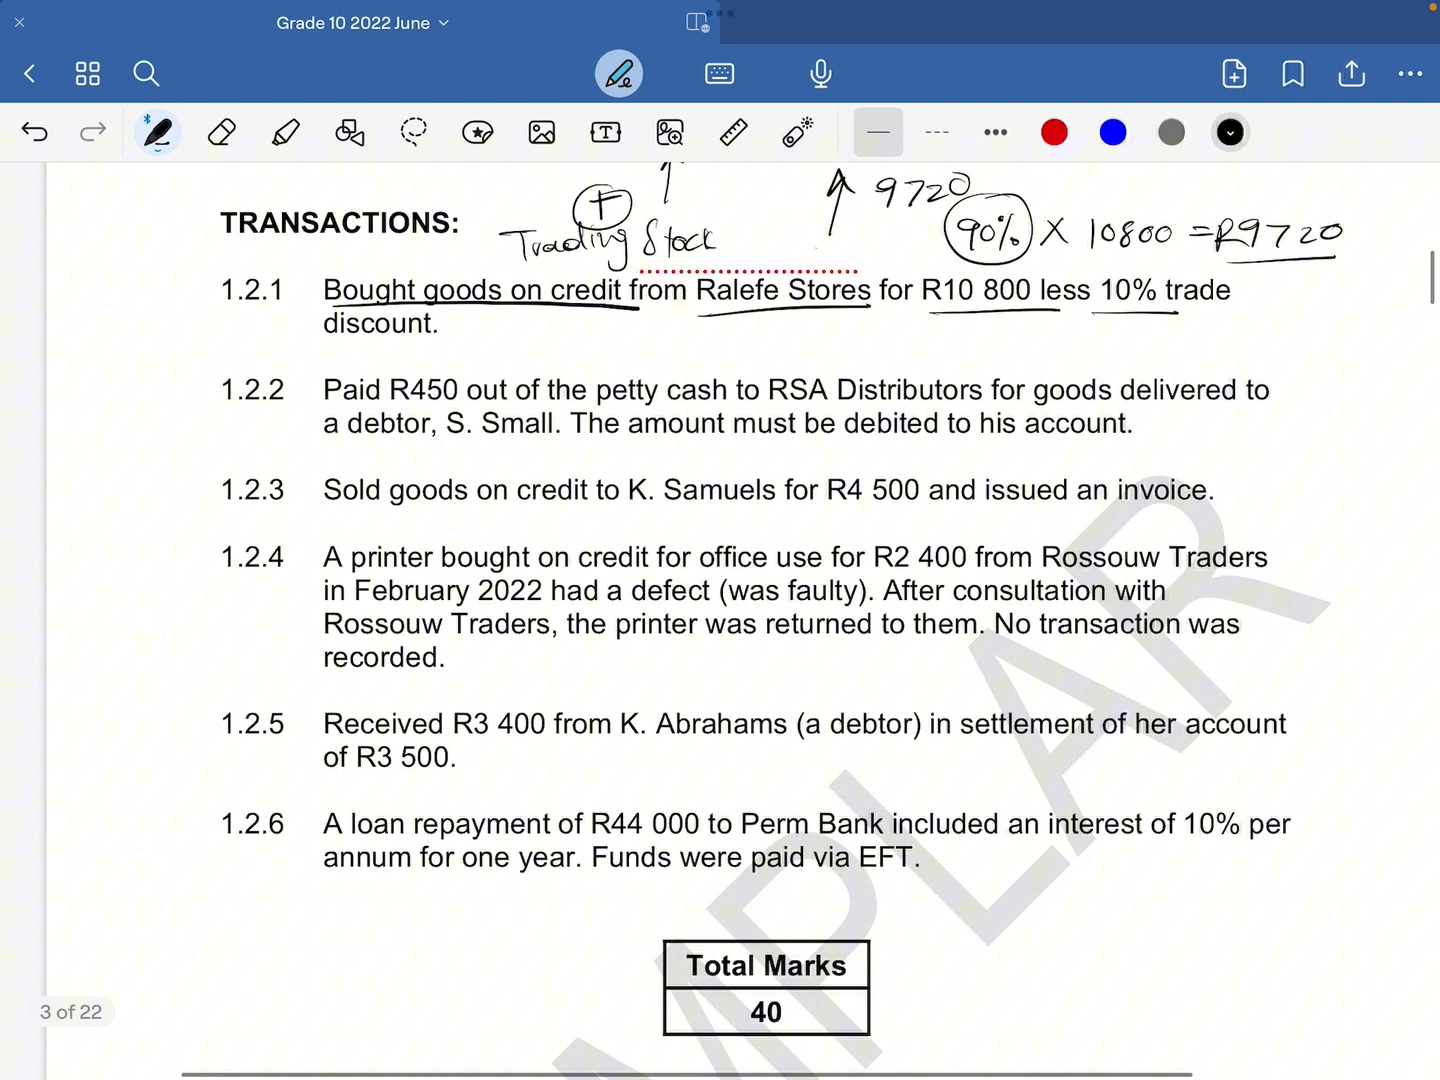 Grade 10 2022 June
9720
+
TRANSACTIONS:
Trading Stock
90% X 10800 = R9720
1.2.1 Bought goods on credit from Ralefe Stores for R10 800 less 10% trade
discount.
1.2.2 Paid R450 out of the petty cash to RSA Distributors for goods delivered to
a debtor, S. Small. The amount must be debited to his account.
1.2.3 Sold goods on credit to K. Samuels for R4 500 and issued an invoice.
1.2.4 A printer bought on credit for office use for R2 400 from Rossouw Traders
in February 2022 had a defect (was faulty). After consultation with
Rossouw Traders, the printer was returned to them. No transaction was
recorded.
1.2.5 Received R3 400 from K. Abrahams (a debtor) in settlement of her account
of R3 500.
1.2.6 A loan repayment of R44 000 to Perm Bank included an interest of 10% per
annum for one year. Funds were paid via EFT.
MPLAR
Total Marks
40
3 of 22